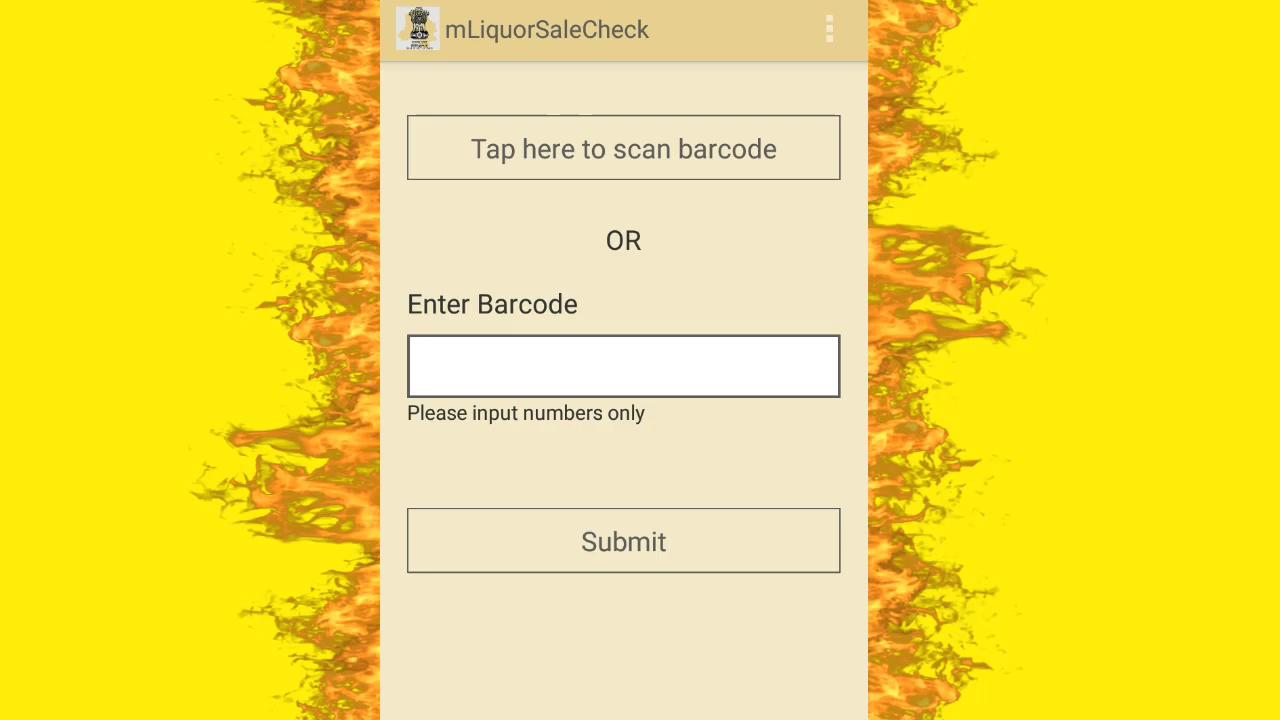 mLiquorSaleCheck
Tap here to scan barcode
OR
Enter Barcode
Please input numbers only
Submit